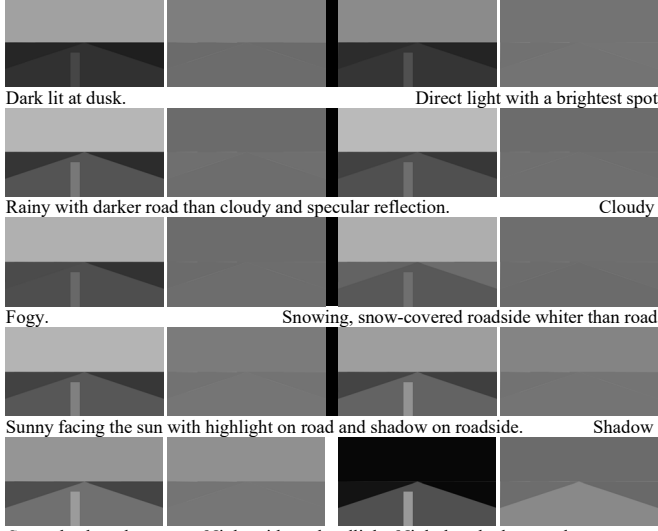 Dark lit at dusk. Direct light with a brightest spot
Rainy with darker road than cloudy and specular reflection. Cloudy
Fogy. Snowing, snow-covered roadside whiter than road
Sunny facing the sun with highlight on road and shadow on roadside. Shadow